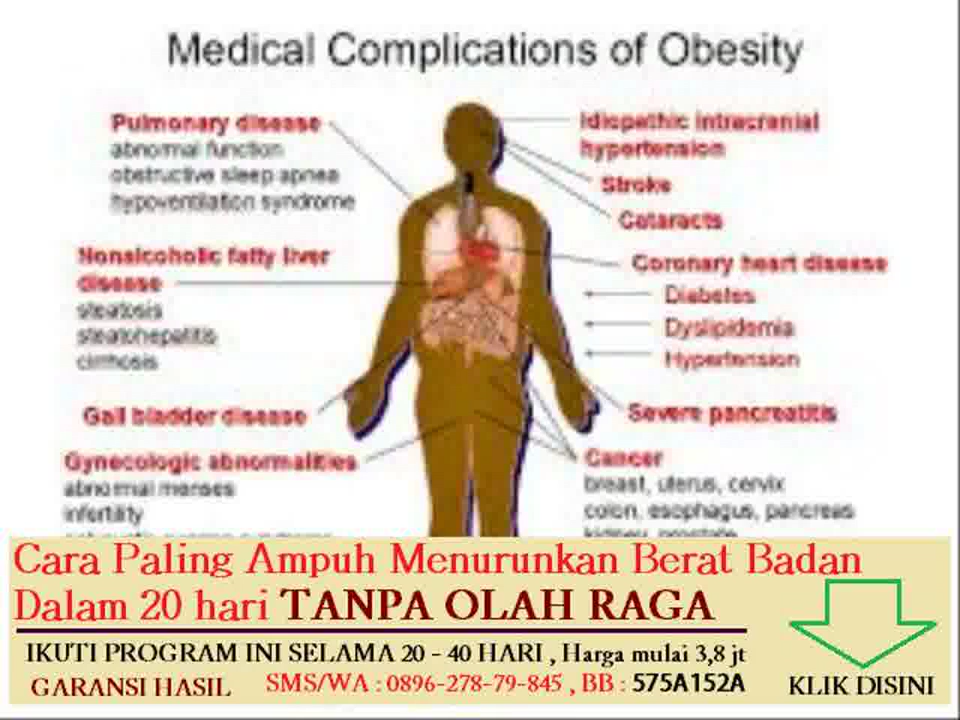 Medical Complications of Obesity
Pulmonary disease
abnormal function
obstructive sleep apnea
hypoventilation syndrome
Nonalcoholic fatty liver
disease
steatosis
steatohepatitis
cirrhosis
Gall bladder disease
Gynecologic abnormalities
abnormal menses
infertility
Idiopathic intracranial
hypertension
Stroke
Cataracts
Coronary heart disease
Diabetes
Dyslipidemia
Hypertension
Severe pancreatitis
Cancer
breast, uterus, cervix
colon, esophagus, pancreas
kidney, prostate
Cara Paling Ampuh Menurunkan Berat Badan
Dalam 20 hari TANPA OLAH RAGA
IKUTI PROGRAM INI SELAMA 20 - 40 HARI , Harga mulai 3,8 jt
GARANSI HASIL SMS/WA : 0896-278-79-845 , BB : 575A152A
KLIK DISINI